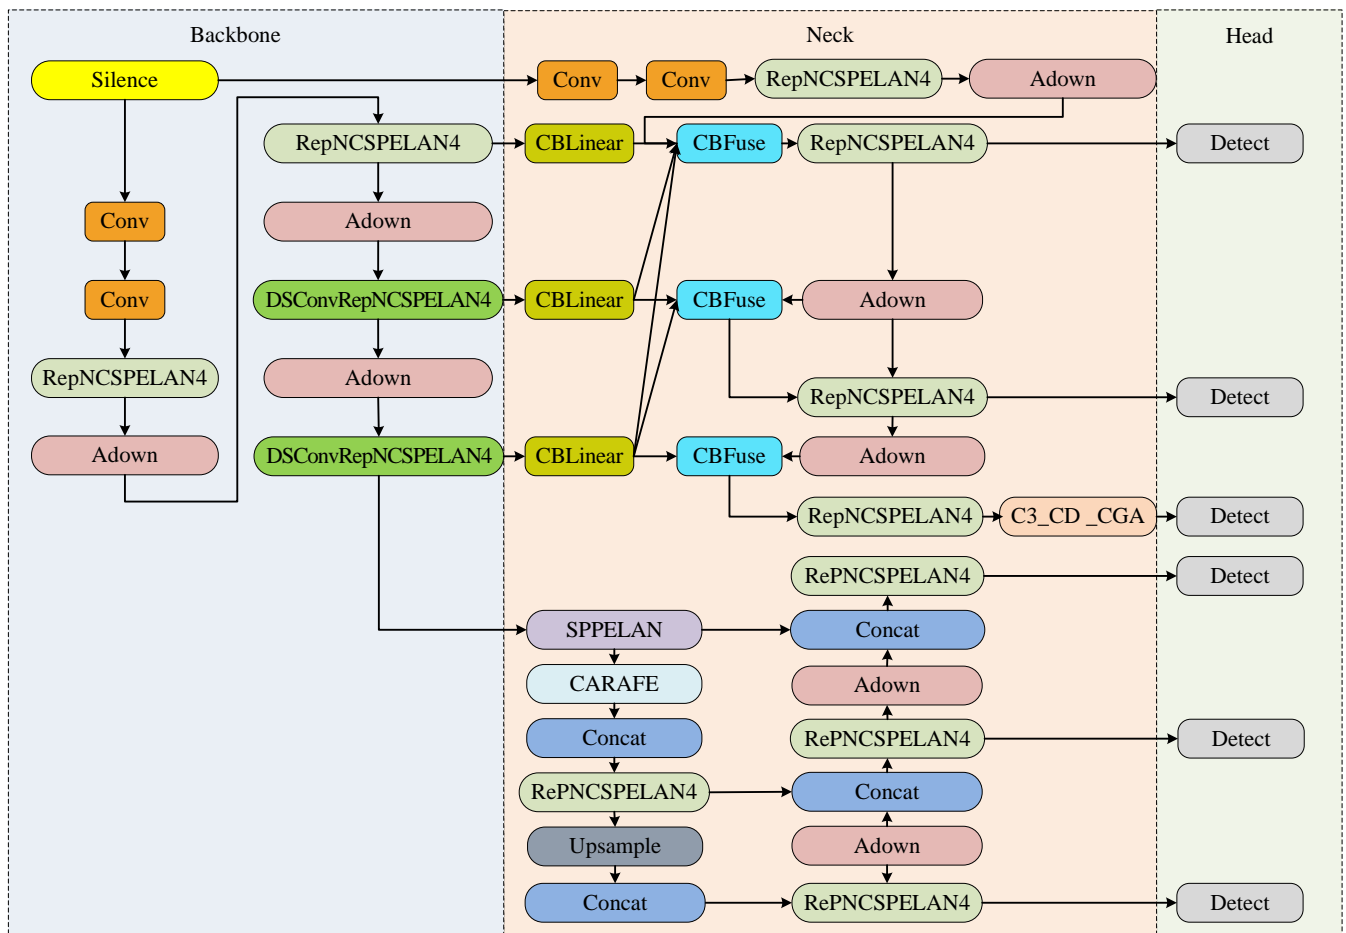 Backbone
Neck
Head
Silence
Conv
Conv
RepNCSPELAN4
Adown
RepNCSPELAN4
CBLinear
CBFuse
RepNCSPELAN4
Detect
Conv
Adown
Adown
DSConvRepNCSPELAN4
CBLinear
CBFuse
Adown
Conv
RepNCSPELAN4
Adown
RepNCSPELAN4
Detect
Adown
DSConvRepNCSPELAN4
CBLinear
CBFuse
Adown
RepNCSPELAN4
C3_CD _CGA
Detect
RePNCSPELAN4
Detect
SPPELAN
Concat
CARAFE
Adown
Concat
RePNCSPELAN4
Detect
RePNCSPELAN4
Concat
Upsample
Adown
Concat
RePNCSPELAN4
Detect